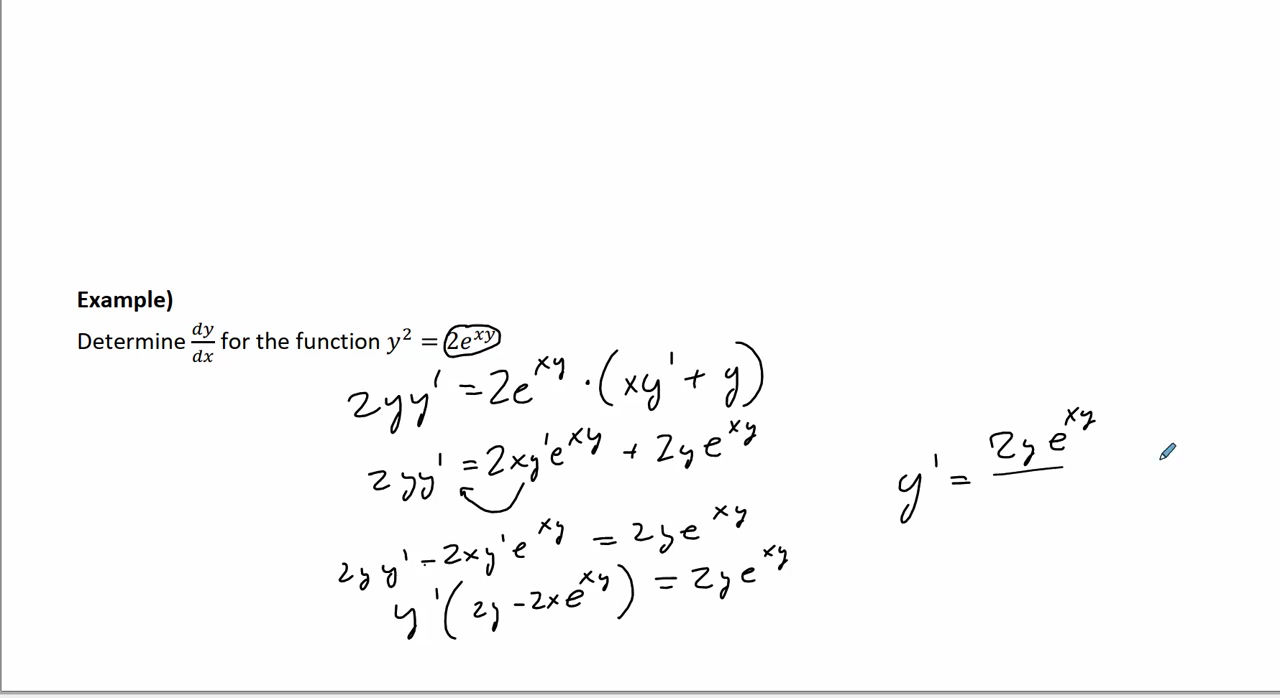 Example)
Determine dy/dx for the function y² = 2e^{xy}
2yy' = 2e^{xy} · (xy' + y)
2yy' = 2xy'e^{xy} + 2ye^{xy}
2yy' - 2xy'e^{xy} = 2ye^{xy}
y'(2y - 2xe^{xy}) = 2ye^{xy}
y' = 2ye^{xy}